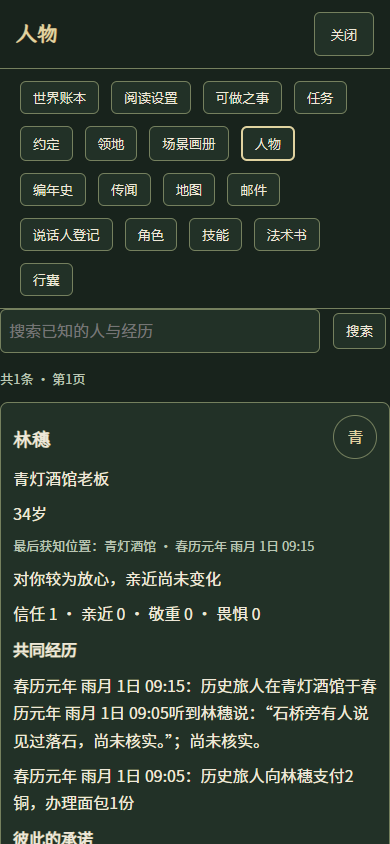 人物
关闭
世界账本
阅读设置
可做之事
任务
约定
领地
场景画册
人物
编年史
传闻
地图
邮件
说话人登记
角色
技能
法术书
行囊
搜索已知的人与经历
搜索
共1条 · 第1页
林穗
青
青灯酒馆老板
34岁
最后获知位置：青灯酒馆 · 春历元年 雨月 1日 09:15
对你较为放心，亲近尚未变化
信任 1 · 亲近 0 · 敬重 0 · 畏惧 0
共同经历
春历元年 雨月 1日 09:15：历史旅人在青灯酒馆于春
历元年 雨月 1日 09:05听到林穗说：“石桥旁有人说
见过落石，尚未核实。”；尚未核实。
春历元年 雨月 1日 09:05：历史旅人向林穗支付2
铜，办理面包1份
彼此的承诺